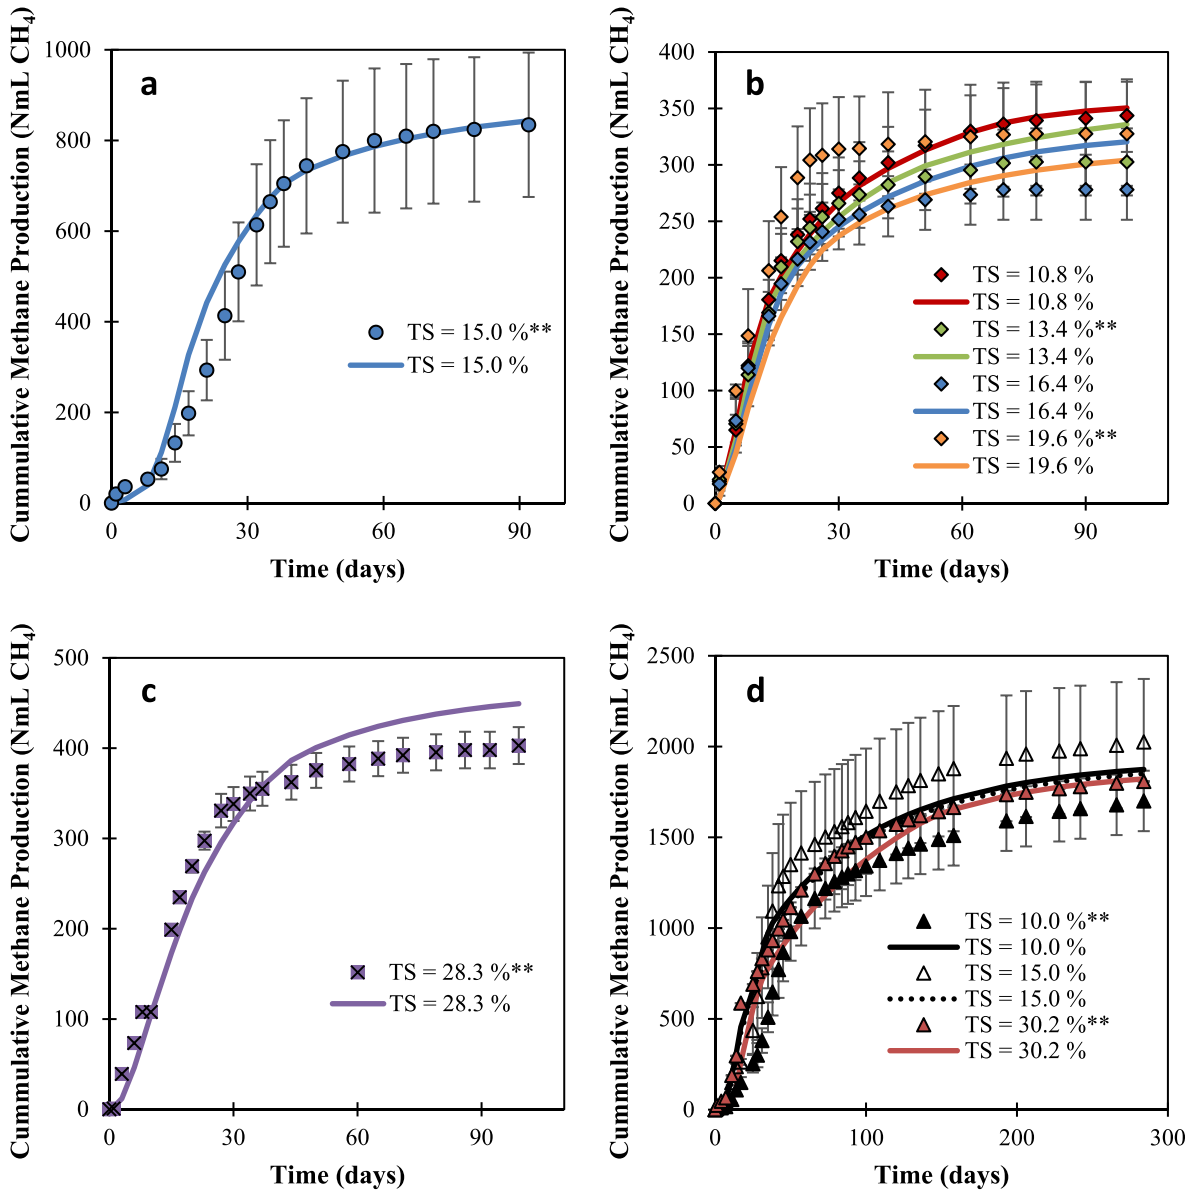 Cummulative Methane Production (NmL CH4)
1000
800
600
400
200
0
a
TS = 15.0 %**
TS = 15.0 %
0
30
60
90
Time (days)
Cummulative Methane Production (NmL CH4)
400
350
300
250
200
150
100
50
0
b
TS = 10.8 %
TS = 10.8 %
TS = 13.4 %**
TS = 13.4 %
TS = 16.4 %
TS = 16.4 %
TS = 19.6 %**
TS = 19.6 %
0
30
60
90
Time (days)
Cummulative Methane Production (NmL CH4)
500
400
300
200
100
0
c
TS = 28.3 %**
TS = 28.3 %
0
30
60
90
Time (days)
Cummulative Methane Production (NmL CH4)
2500
2000
1500
1000
500
0
d
TS = 10.0 %**
TS = 10.0 %
TS = 15.0 %
TS = 15.0 %
TS = 30.2 %**
TS = 30.2 %
0
100
200
300
Time (days)